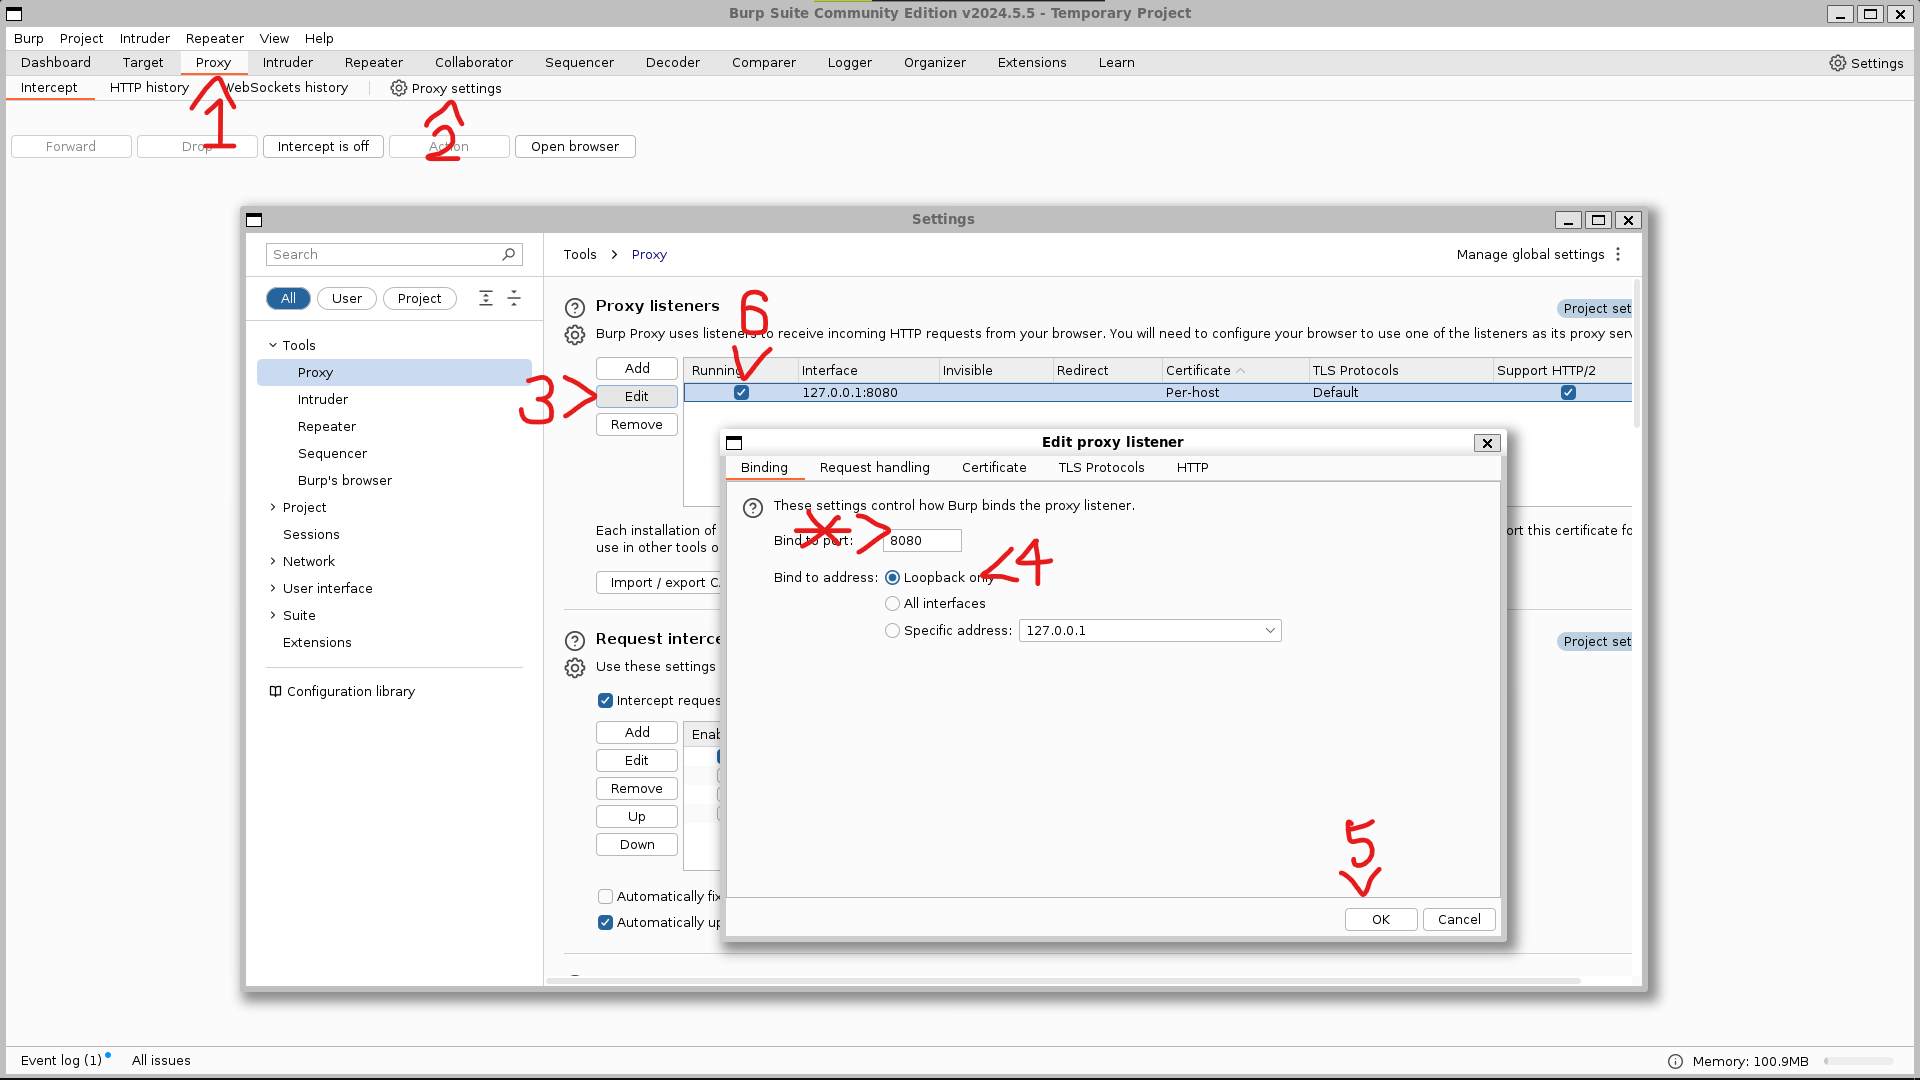 Burp Suite Community Edition v2024.5.5 - Temporary Project
Burp Project Intruder Repeater View Help
Dashboard Target Proxy Intruder Repeater Collaborator Sequencer Decoder Comparer Logger Organizer Extensions Learn Settings
Intercept HTTP history WebSockets history Proxy settings
1
2
Forward Drop Intercept is off Action Open browser
Settings
Search
Tools > Proxy
Manage global settings
All User Project
Tools
Proxy
Intruder
Repeater
Sequencer
Burp's browser
Project
Sessions
Network
User interface
Suite
Extensions
Configuration library
6
Proxy listeners
Project set
Burp Proxy uses listeners to receive incoming HTTP requests from your browser. You will need to configure your browser to use one of the listeners as its proxy serv
Add
Edit
Remove
3
Running Interface Invisible Redirect Certificate TLS Protocols Support HTTP/2
127.0.0.1:8080 Per-host Default
Each installation of
ort this certificate fo
use in other tools o
Import / export C
Request interce
Project set
Use these settings
Intercept reques
Add
Edit
Remove
Up
Down
Enab
Automatically fix
Automatically up
Edit proxy listener
Binding Request handling Certificate TLS Protocols HTTP
These settings control how Burp binds the proxy listener.
Bind to port: 8080
*
4
Bind to address: Loopback only
All interfaces
Specific address: 127.0.0.1
5
OK Cancel
Event log (1) All issues
Memory: 100.9MB